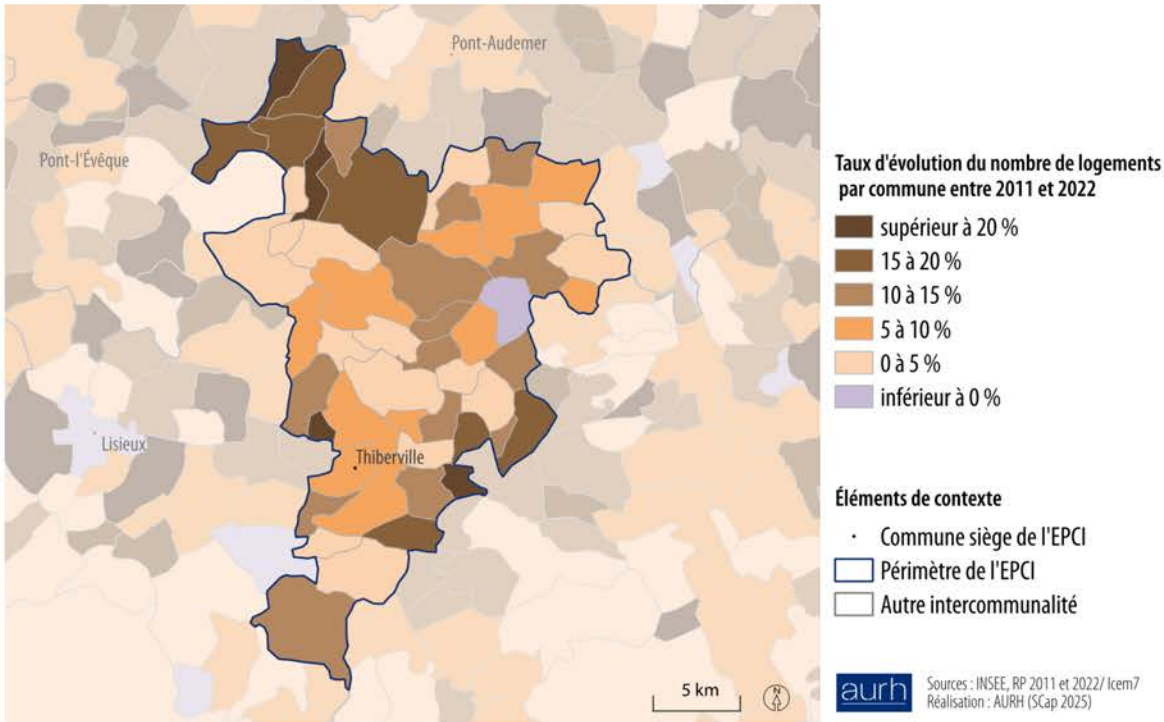 Pont-Audemer
Pont-l'Évêque
Lisieux
Thiberville
5 km
N
Taux d'évolution du nombre de logements
par commune entre 2011 et 2022
supérieur à 20 %
15 à 20 %
10 à 15 %
5 à 10 %
0 à 5 %
inférieur à 0 %
Éléments de contexte
Commune siège de l'EPCI
Périmètre de l'EPCI
Autre intercommunalité
aurh
Sources : INSEE, RP 2011 et 2022/ Icem7
Réalisation : AURH (SCap 2025)